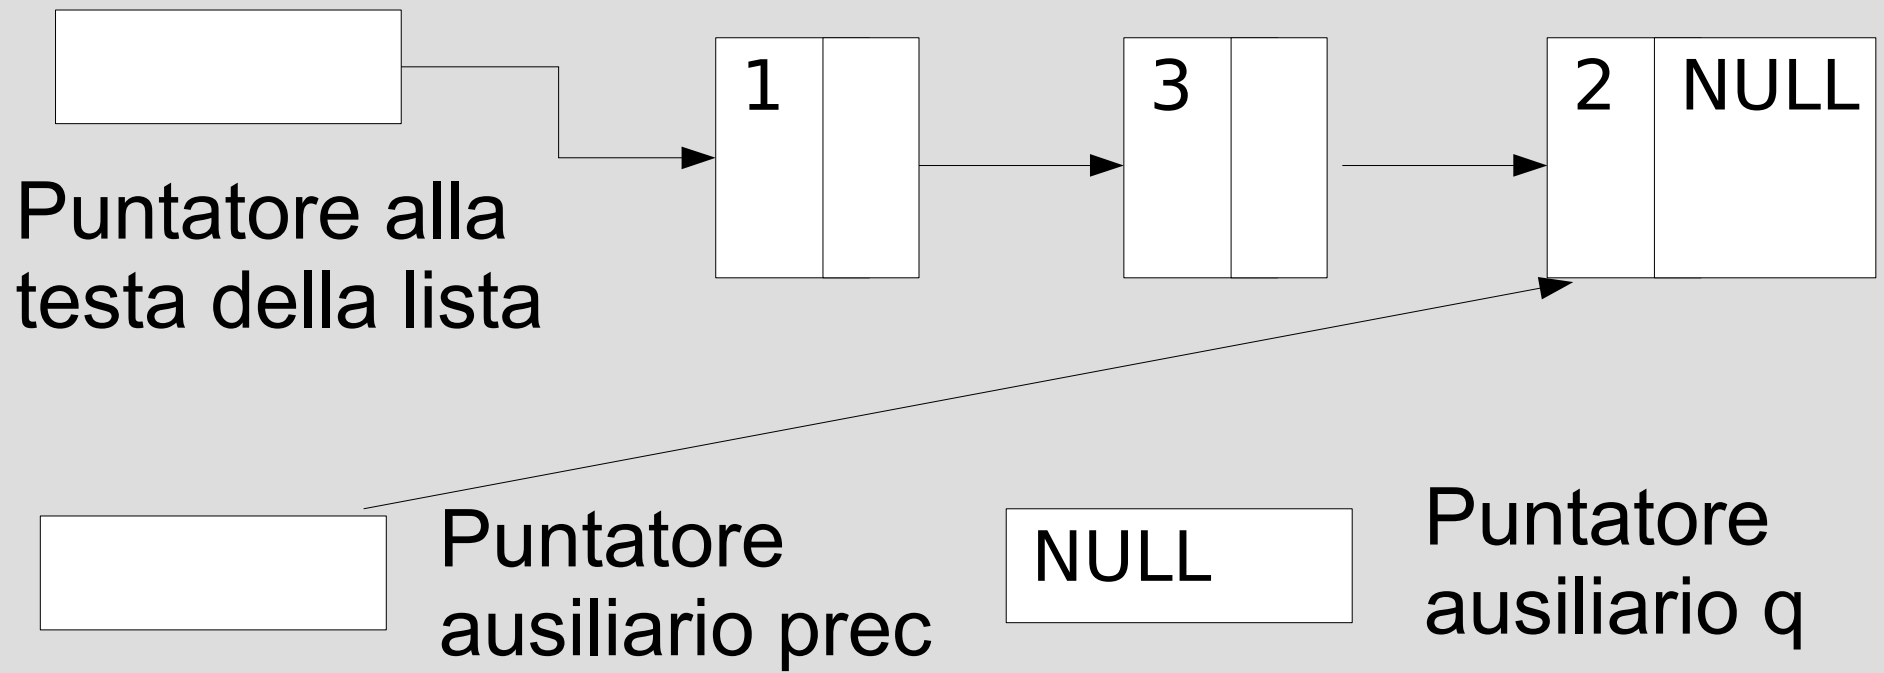 1
3
2 NULL
Puntatore alla
testa della lista
Puntatore
ausiliario prec
NULL
Puntatore
ausiliario q